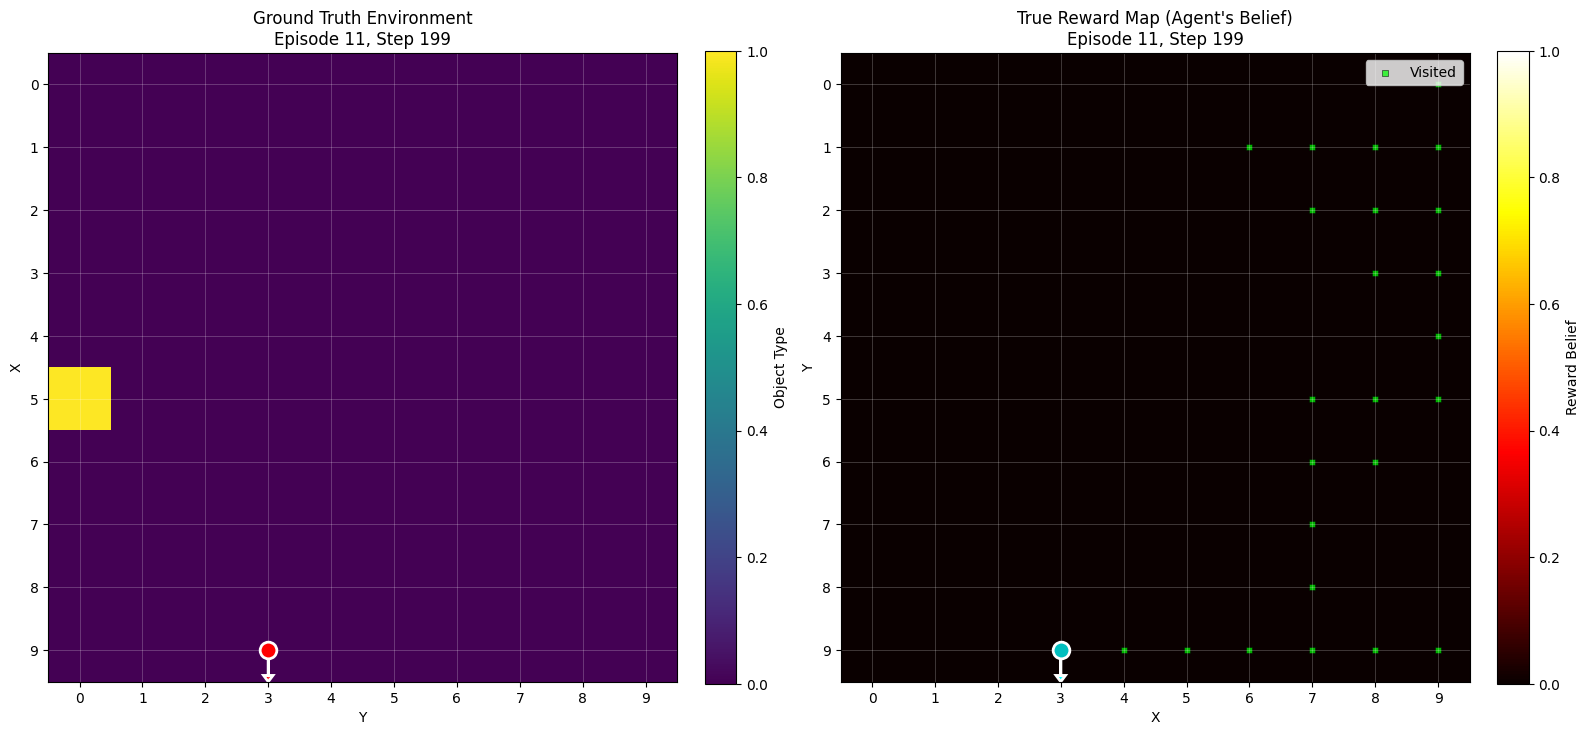 Ground Truth Environment
Episode 11, Step 199
0
1
2
3
4
5
6
7
8
9
X
0 1 2 3 4 5 6 7 8 9
Y
1.0
0.8
0.6
0.4
0.2
0.0
Object Type
True Reward Map (Agent's Belief)
Episode 11, Step 199
Visited
0
1
2
3
4
5
6
7
8
9
Y
0 1 2 3 4 5 6 7 8 9
X
1.0
0.8
0.6
0.4
0.2
0.0
Reward Belief